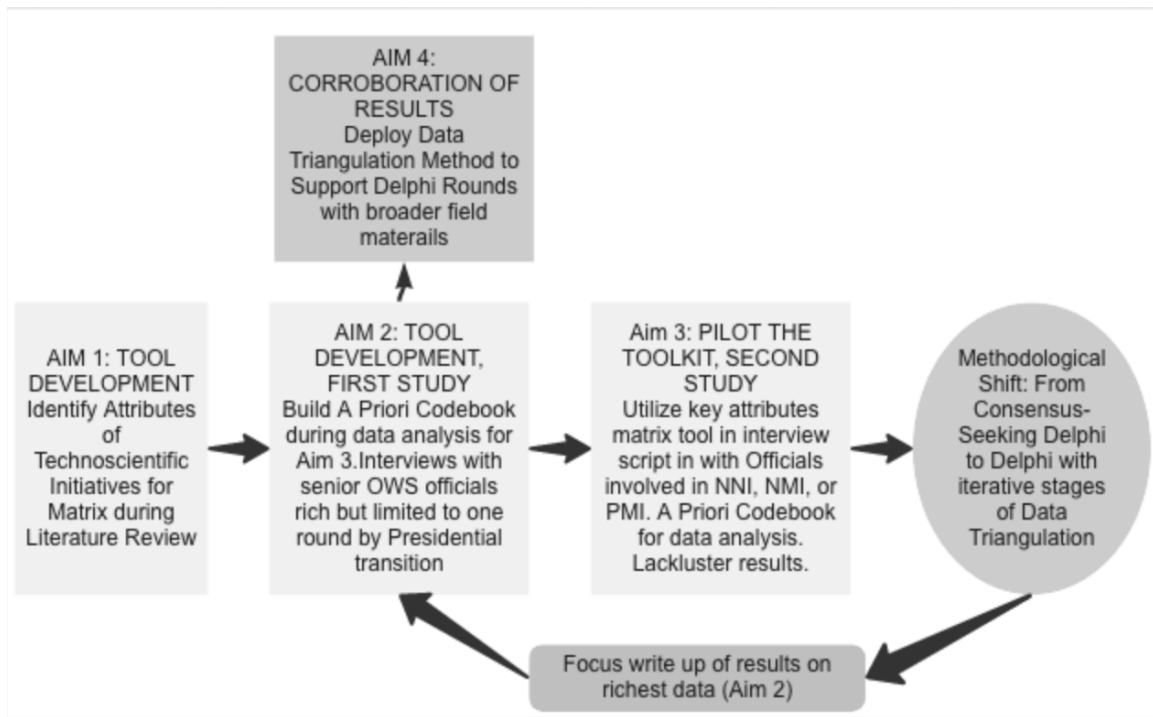 AIM 4:
CORROBORATION OF
RESULTS
Deploy Data
Triangulation Method to
Support Delphi Rounds
with broader field
materails
AIM 1: TOOL
DEVELOPMENT
Identify Attributes
of
Technoscientific
Initiatives for
Matrix during
Literature Review
AIM 2: TOOL
DEVELOPMENT,
FIRST STUDY
Build A Priori Codebook
during data analysis for
Aim 3.Interviews with
senior OWS officials
rich but limited to one
round by Presidential
transition
Aim 3: PILOT THE
TOOLKIT, SECOND
STUDY
Utilize key attributes
matrix tool in interview
script in with Officials
involved in NNI, NMI, or
PMI. A Priori Codebook
for data analysis.
Lackluster results.
Methodological
Shift: From
Consensus-
Seeking Delphi
to Delphi with
iterative stages
of Data
Triangulation
Focus write up of results on
richest data (Aim 2)